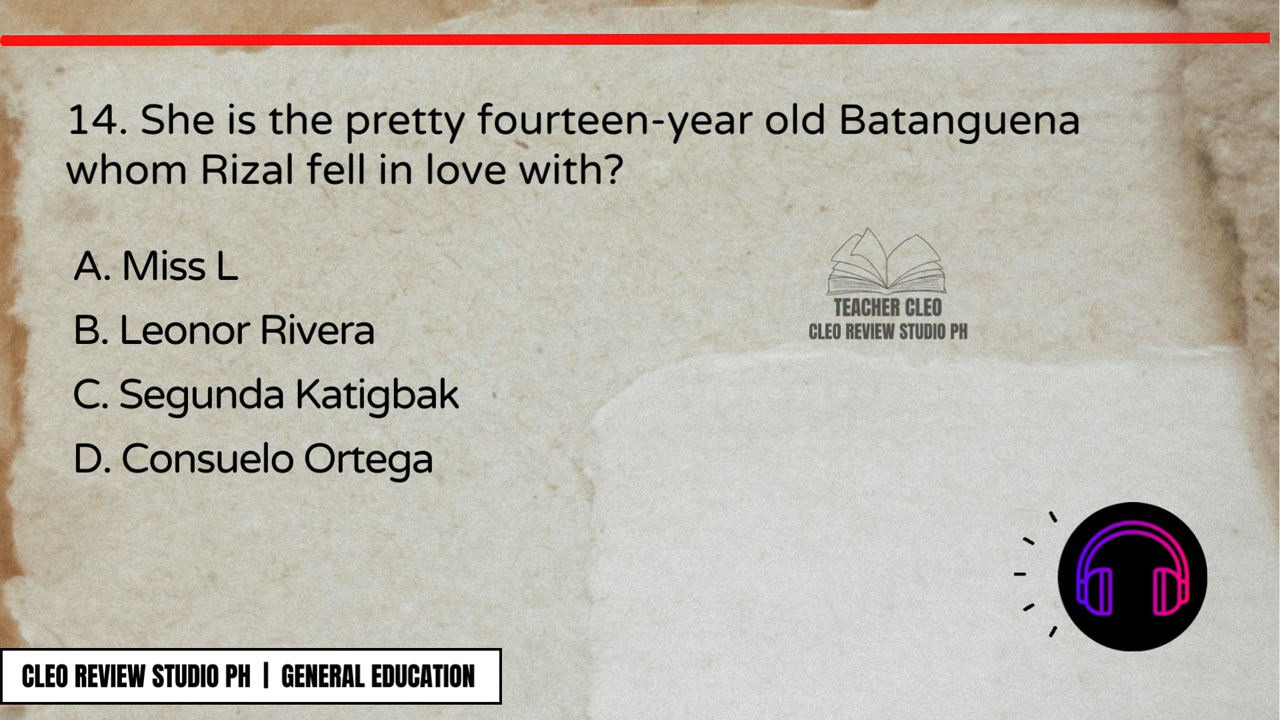 14. She is the pretty fourteen-year old Batanguena
whom Rizal fell in love with?
A. Miss L
B. Leonor Rivera
C. Segunda Katigbak
D. Consuelo Ortega
TEACHER CLEO
CLEO REVIEW STUDIO PH
CLEO REVIEW STUDIO PH | GENERAL EDUCATION